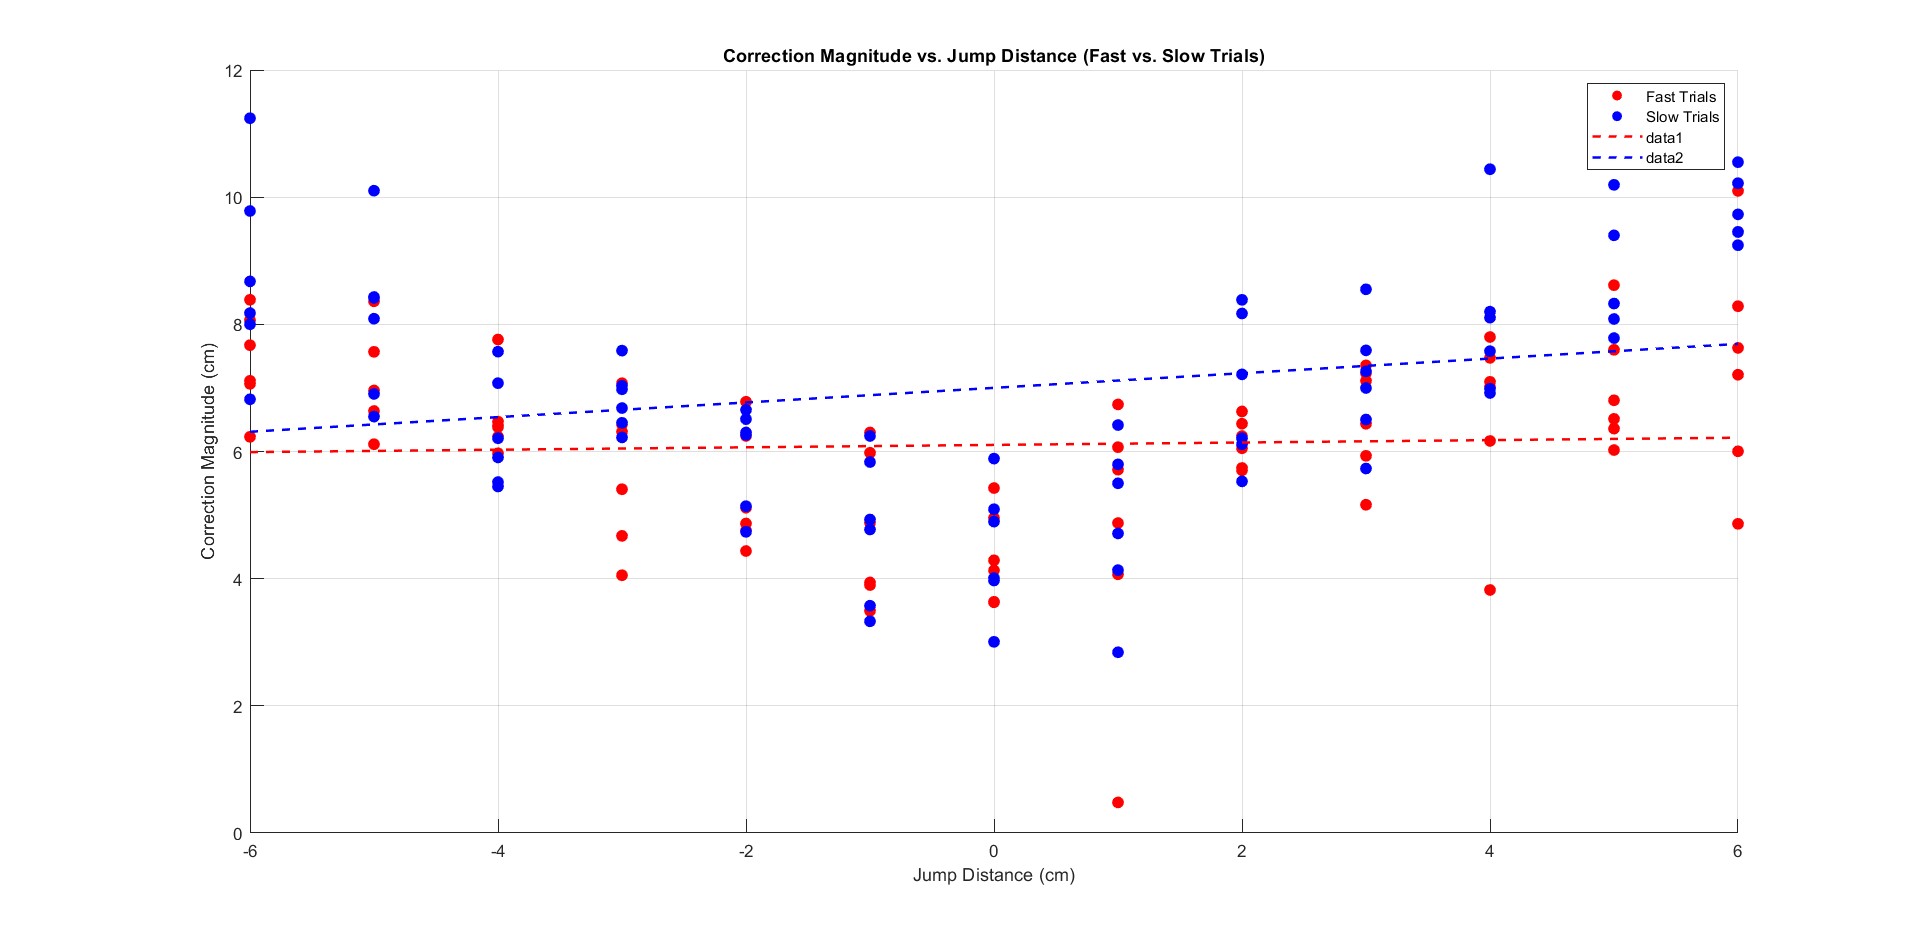 Correction Magnitude vs. Jump Distance (Fast vs. Slow Trials)
Fast Trials
Slow Trials
data1
data2
12
10
8
6
4
2
0
Correction Magnitude (cm)
-6 -4 -2 0 2 4 6
Jump Distance (cm)